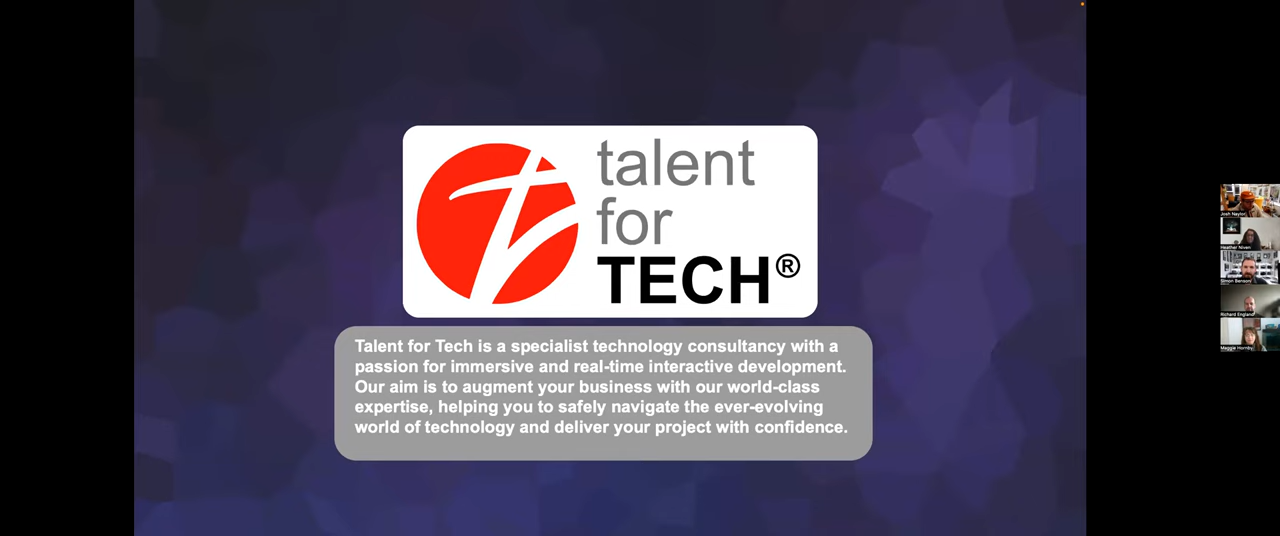 talent
for
TECH®
Talent for Tech is a specialist technology consultancy with a
passion for immersive and real-time interactive development.
Our aim is to augment your business with our world-class
expertise, helping you to safely navigate the ever-evolving
world of technology and deliver your project with confidence.
Josh Naylor
Heather Niven
Simon Benson
Richard England
Maggie Hornby